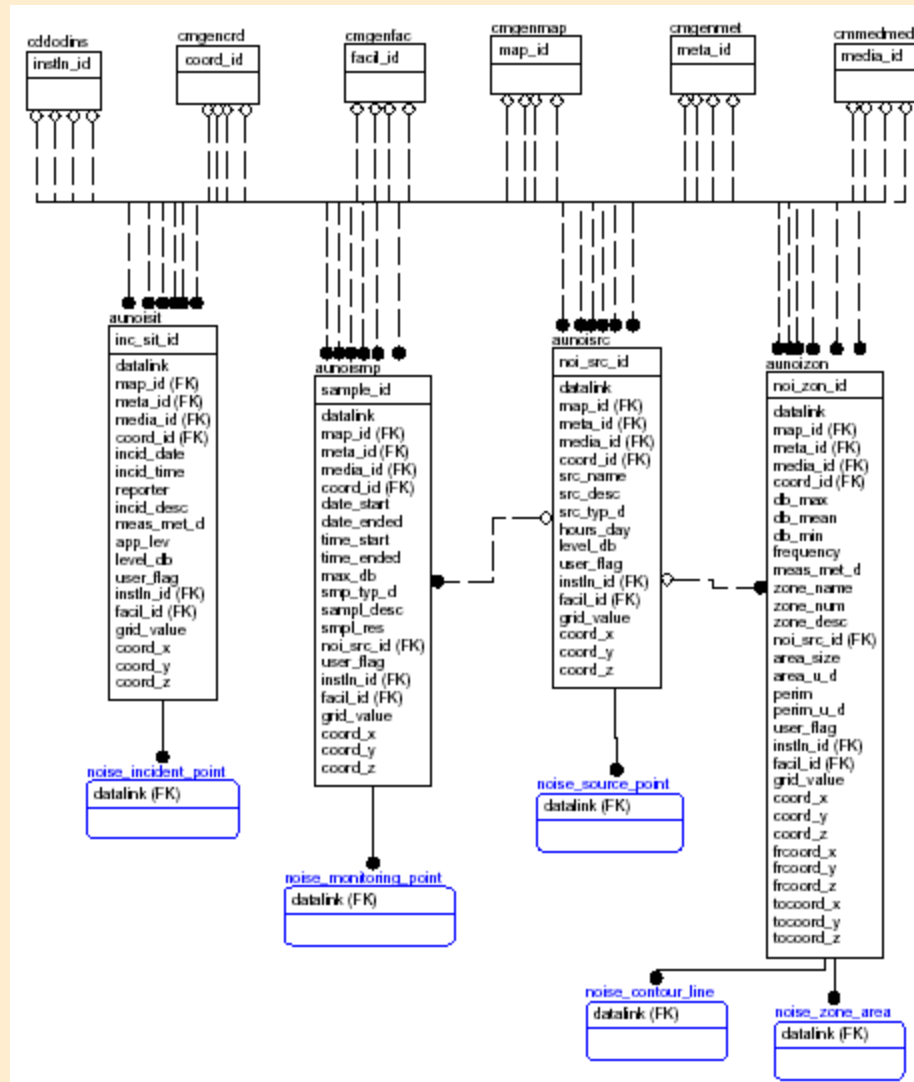 cddodins
instln_id
cmgencrd
coord_id
cmgenfac
facil_id
cmgenmap
map_id
cmgenmet
meta_id
cmmedmed
media_id
aunoisit
inc_sit_id
datalink
map_id (FK)
meta_id (FK)
media_id (FK)
coord_id (FK)
incid_date
incid_time
reporter
incid_desc
meas_met_d
app_lev
level_db
user_flag
instln_id (FK)
facil_id (FK)
grid_value
coord_x
coord_y
coord_z
aunoismp
sample_id
datalink
map_id (FK)
meta_id (FK)
media_id (FK)
coord_id (FK)
date_start
date_ended
time_start
time_ended
max_db
smp_typ_d
sampl_desc
smpl_res
noi_src_id (FK)
user_flag
instln_id (FK)
facil_id (FK)
grid_value
coord_x
coord_y
coord_z
aunoisrc
noi_src_id
datalink
map_id (FK)
meta_id (FK)
media_id (FK)
coord_id (FK)
src_name
src_desc
src_typ_d
hours_day
level_db
user_flag
instln_id (FK)
facil_id (FK)
grid_value
coord_x
coord_y
coord_z
aunoizon
noi_zon_id
datalink
map_id (FK)
meta_id (FK)
media_id (FK)
coord_id (FK)
db_max
db_mean
db_min
frequency
meas_met_d
zone_name
zone_num
zone_desc
noi_src_id (FK)
area_size
area_u_d
perim
perim_u_d
user_flag
instln_id (FK)
facil_id (FK)
grid_value
coord_x
coord_y
coord_z
frcoord_x
frcoord_y
frcoord_z
tocoord_x
tocoord_y
tocoord_z
noise_incident_point
datalink (FK)
noise_monitoring_point
datalink (FK)
noise_source_point
datalink (FK)
noise_contour_line
datalink (FK)
noise_zone_area
datalink (FK)